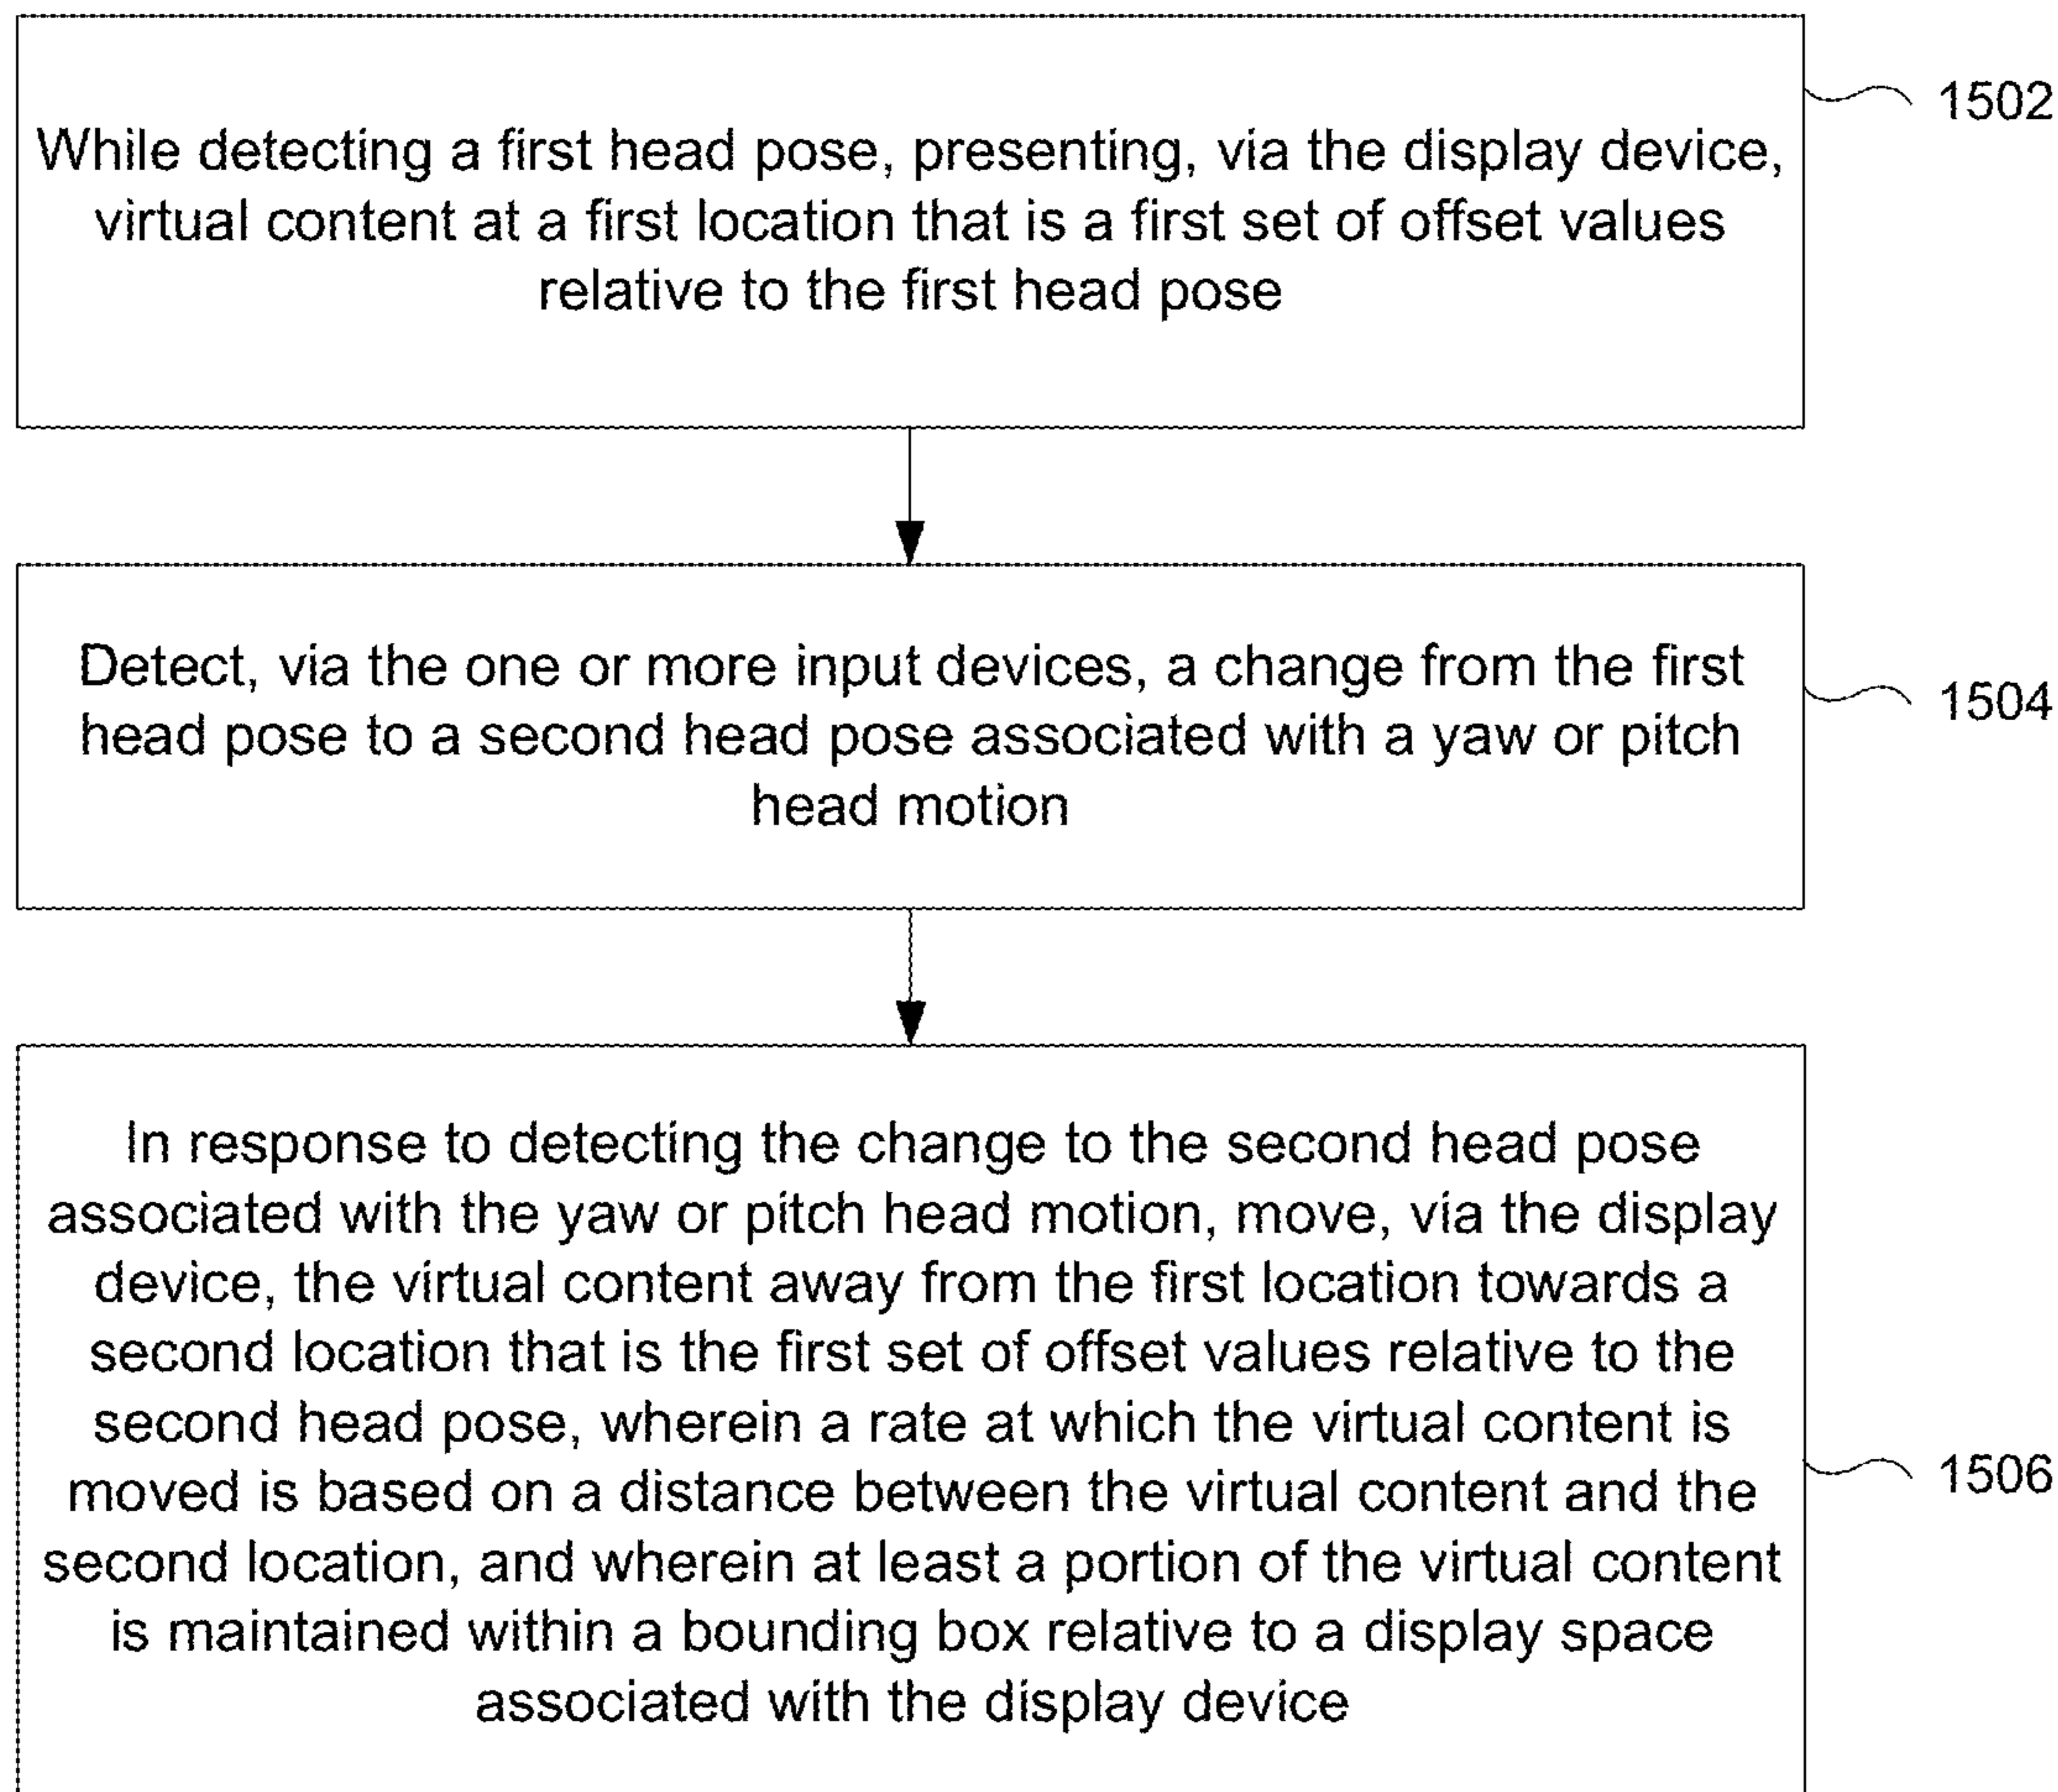 While detecting a first head pose, presenting, via the display device,
virtual content at a first location that is a first set of offset values
relative to the first head pose
1502
Detect, via the one or more input devices, a change from the first
head pose to a second head pose associated with a yaw or pitch
head motion
1504
In response to detecting the change to the second head pose
associated with the yaw or pitch head motion, move, via the display
device, the virtual content away from the first location towards a
second location that is the first set of offset values relative to the
second head pose, wherein a rate at which the virtual content is
moved is based on a distance between the virtual content and the
second location, and wherein at least a portion of the virtual content
is maintained within a bounding box relative to a display space
associated with the display device
1506